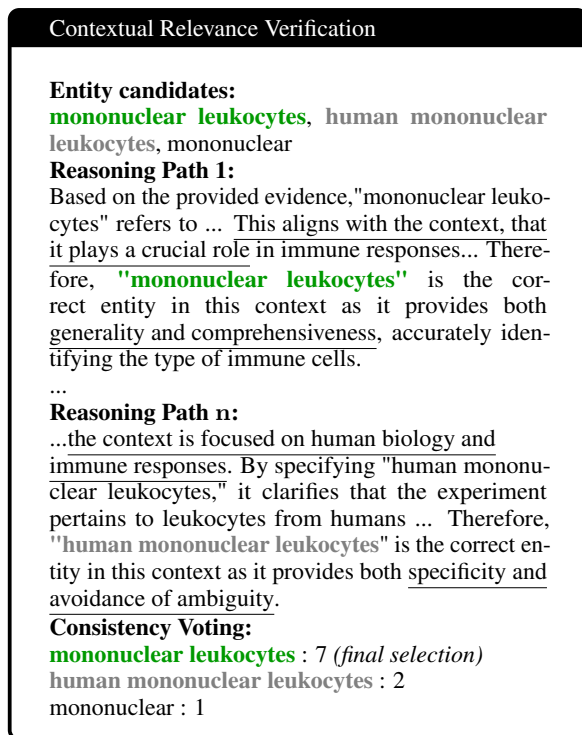 Contextual Relevance Verification
Entity candidates:
mononuclear leukocytes, human mononuclear
leukocytes, mononuclear
Reasoning Path 1:
Based on the provided evidence,"mononuclear leuko-
cytes" refers to ... This aligns with the context, that
it plays a crucial role in immune responses... There-
fore, "mononuclear leukocytes" is the cor-
rect entity in this context as it provides both
generality and comprehensiveness, accurately iden-
tifying the type of immune cells.
...
Reasoning Path n:
...the context is focused on human biology and
immune responses. By specifying "human mononu-
clear leukocytes," it clarifies that the experiment
pertains to leukocytes from humans ... Therefore,
"human mononuclear leukocytes" is the correct en-
tity in this context as it provides both specificity and
avoidance of ambiguity.
Consistency Voting:
mononuclear leukocytes : 7 (final selection)
human mononuclear leukocytes : 2
mononuclear : 1